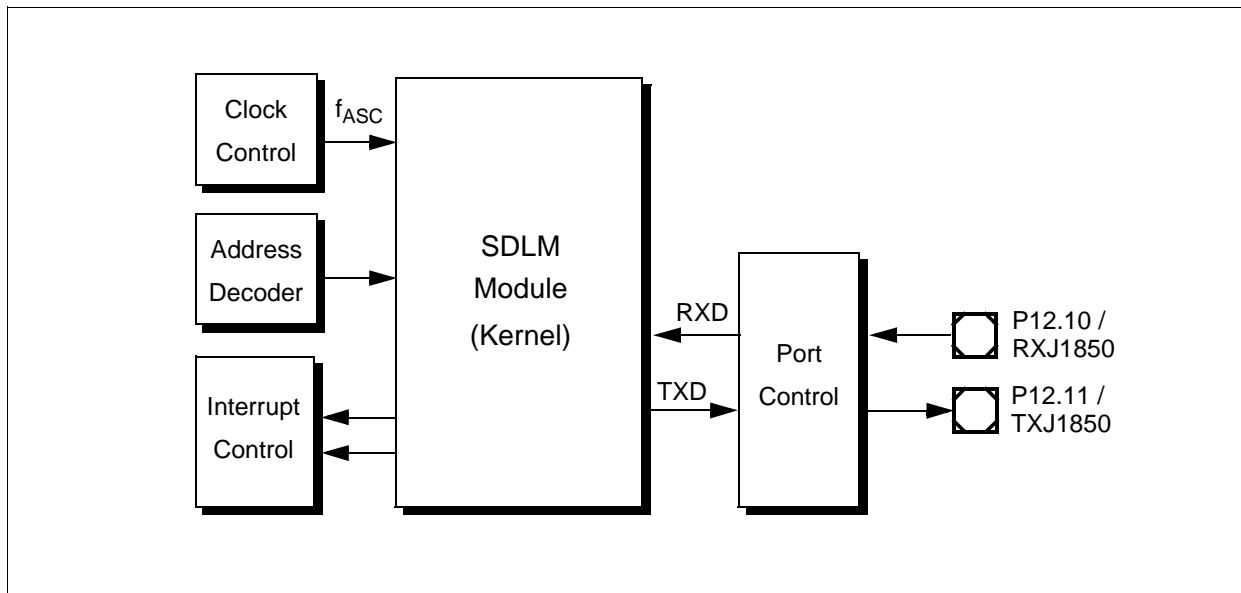 Clock
Control
fASC
Address
Decoder
Interrupt
Control
SDLM
Module
(Kernel)
RXD
TXD
Port
Control
P12.10 /
RXJ1850
P12.11 /
TXJ1850